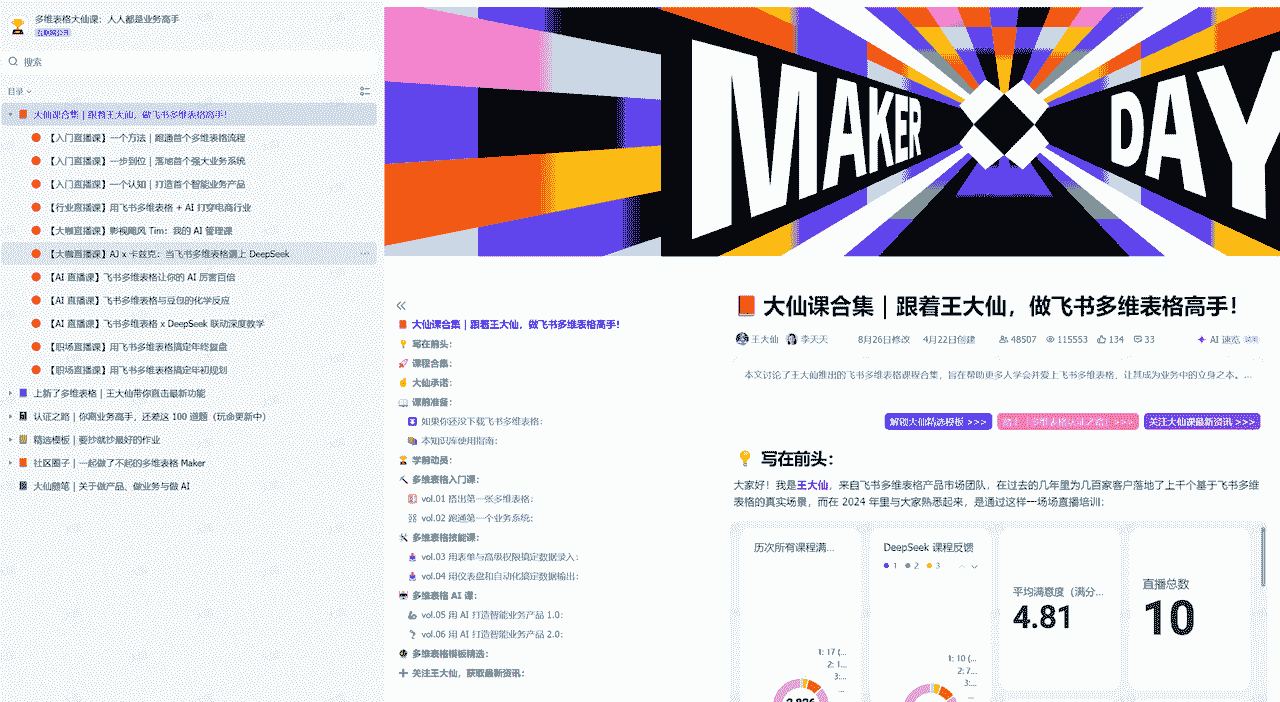 多维表格大仙课：人人都是业务高手
互联网公开
搜索
目录
大仙课合集｜跟着王大仙，做飞书多维表格高手！
【入门直播课】一个方法｜跑通首个多维表格流程
【入门直播课】一步到位｜落地首个强大业务系统
【入门直播课】一个认知｜打造首个智能业务产品
【行业直播课】用飞书多维表格 + AI 打穿电商行业
【大咖直播课】影视飓风 Tim：我的 AI 管理课
【大咖直播课】AJ x 卡兹克：当飞书多维表格遇上 DeepSeek
【AI 直播课】飞书多维表格让你的 AI 厉害百倍
【AI 直播课】飞书多维表格与豆包的化学反应
【AI 直播课】飞书多维表格 x DeepSeek 联动深度教学
【职场直播课】用飞书多维表格搞定年终复盘
【职场直播课】用飞书多维表格搞定年初规划
上新了多维表格｜王大仙带你直击最新功能
认证之路｜你离业务高手，还差这 100 道题（玩命更新中）
精选模板｜要抄就抄最好的作业
社区圈子｜一起做了不起的多维表格 Maker
大仙随笔｜关于做产品、做业务与做 AI
MAKER DAY
大仙课合集｜跟着王大仙，做飞书多维表格高手！
写在前头：
课程合集：
大仙承诺：
课前准备：
如果你还没下载飞书多维表格：
本知识库使用指南：
学前动员：
多维表格入门课：
vol.01 搭出第一张多维表格：
vol.02 跑通第一个业务系统：
多维表格技能课：
vol.03 用表单与高级权限搞定数据录入：
vol.04 用仪表盘和自动化搞定数据输出：
多维表格 AI 课：
vol.05 用 AI 打造智能业务产品 1.0：
vol.06 用 AI 打造智能业务产品 2.0：
多维表格模板精选：
关注王大仙，获取最新资讯：
大仙课合集｜跟着王大仙，做飞书多维表格高手！
王大仙 李天天 8月26日修改 4月22日创建 48507 115553 134 33 AI 速览
本文讨论了王大仙推出的飞书多维表格课程合集，旨在帮助更多人学会并爱上飞书多维表格，让其成为业务中的立身之本。...
解锁大仙精选模板 >>> 关注大仙课最新资讯 >>>
写在前头：
大家好！我是王大仙，来自飞书多维表格产品市场团队，在过去的几年里为几百家客户落地了上千个基于飞书多维
表格的真实场景，而在 2024 年里与大家熟悉起来，是通过这样一场场直播培训：
历次所有课程满...
1: 17 (...
2: 1...
3:...
...
DeepSeek 课程反馈
1 2 3
1: 10 (...
2: 7...
3:...
...
平均满意度（满分...
4.81
直播总数
10